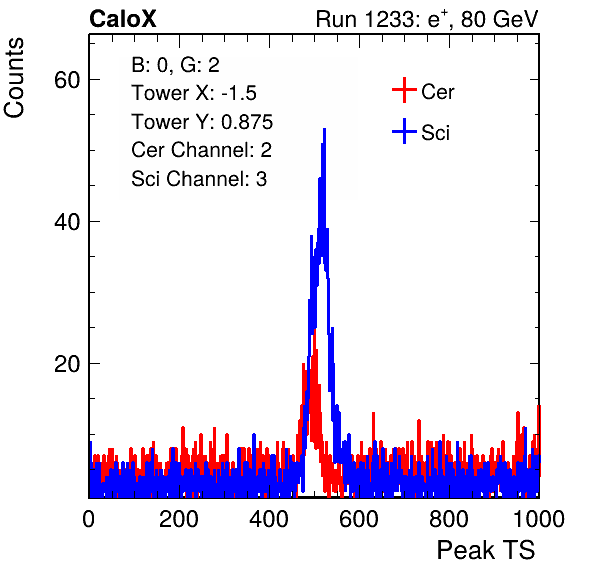 CaloX Run 1233: e⁺, 80 GeV
Counts
B: 0, G: 2
Tower X: -1.5
Tower Y: 0.875
Cer Channel: 2
Sci Channel: 3
Cer
Sci
60
40
20
0 200 400 600 800 1000
Peak TS